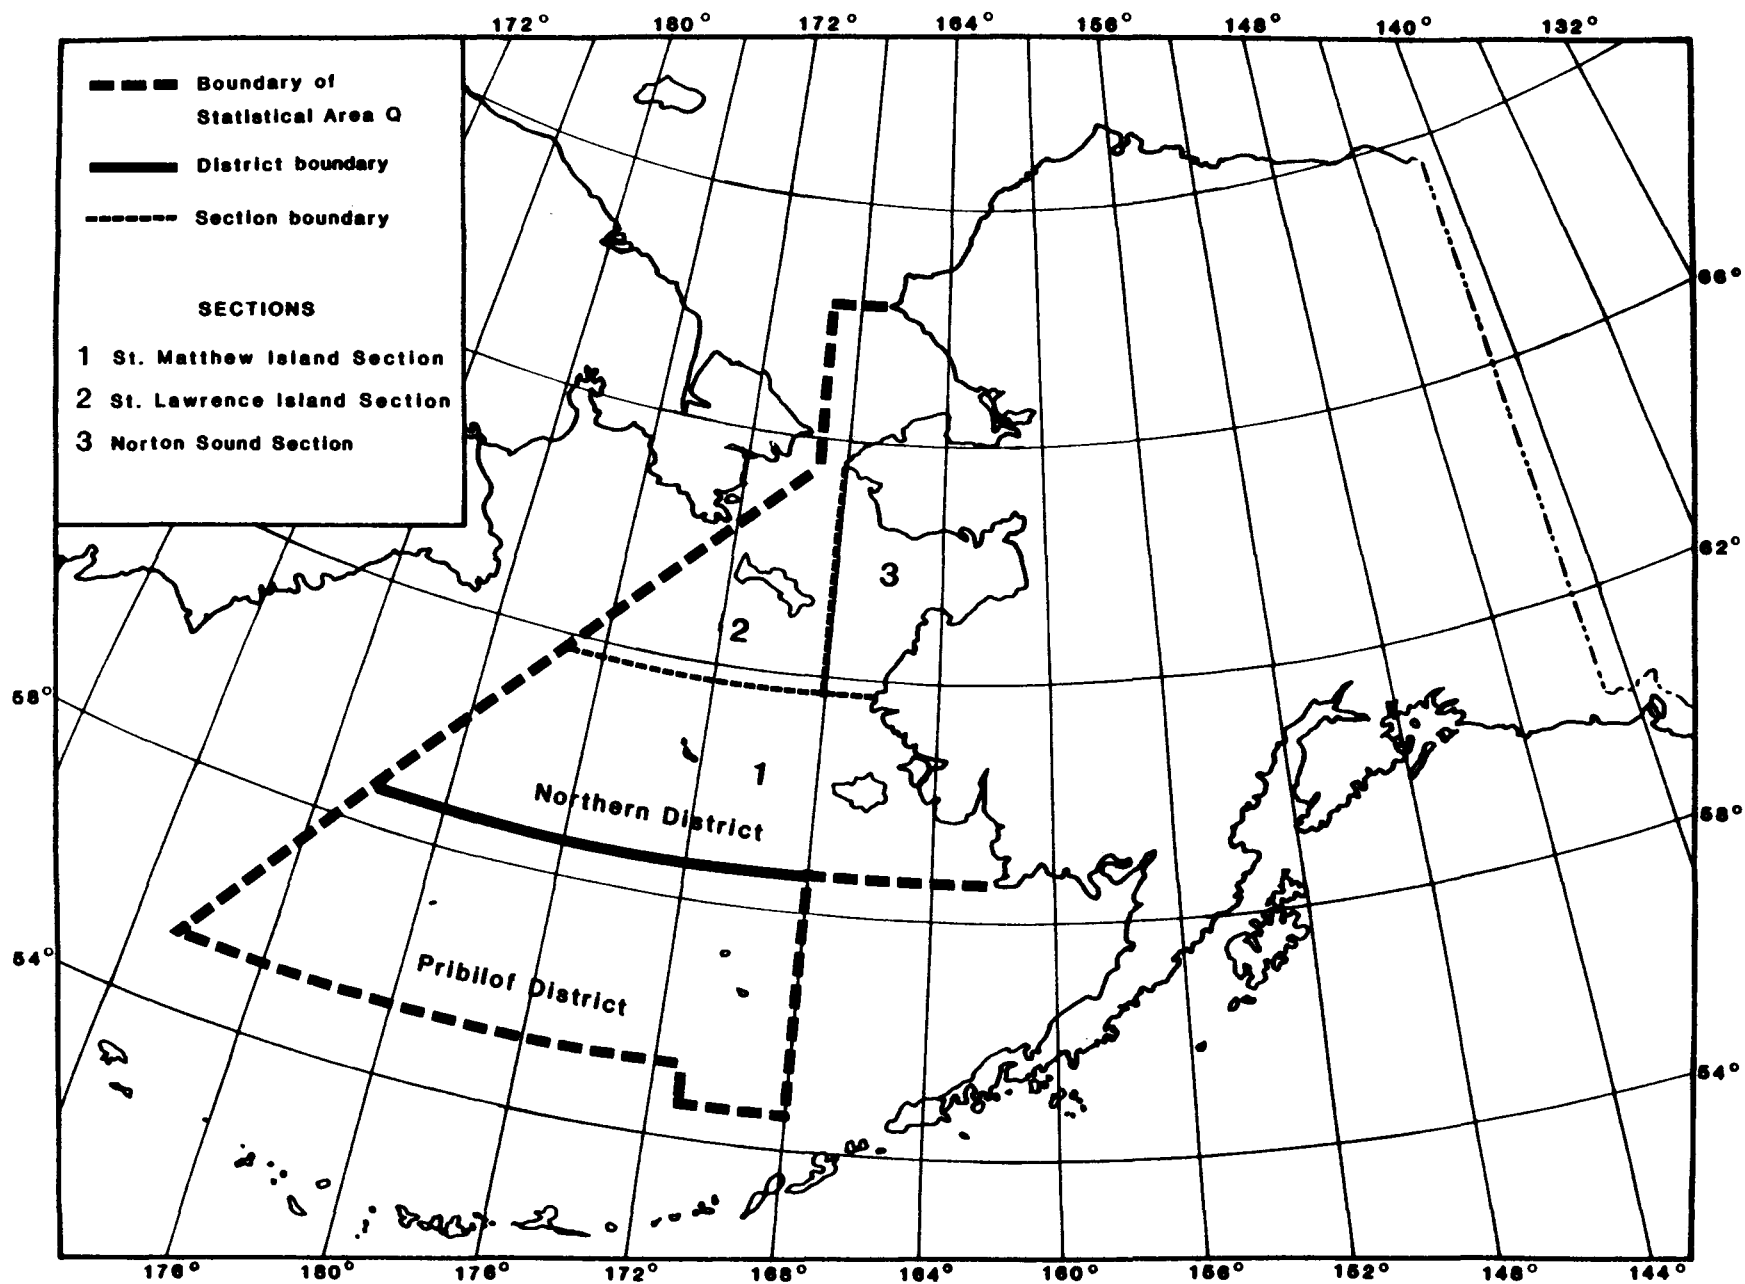 172° 180° 172° 164° 156° 148° 140° 132°
Boundary of
Statistical Area Q
District boundary
Section boundary
SECTIONS
1 St. Matthew Island Section
2 St. Lawrence Island Section
3 Norton Sound Section
66°
62°
3
2
58°
1
Northern District
58°
54°
Pribilof District
54°
176° 180° 176° 172° 168° 164° 160° 156° 152° 148° 144°